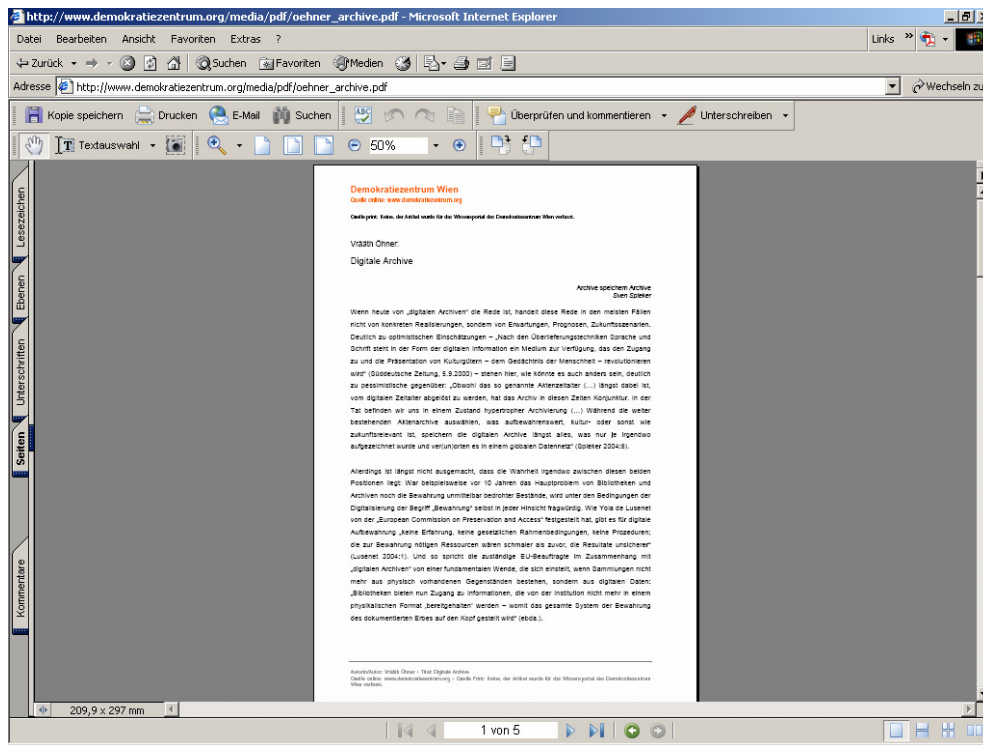 http://www.demokratiezentrum.org/media/pdf/oehner_archive.pdf - Microsoft Internet Explorer
Datei Bearbeiten Ansicht Favoriten Extras ?
Links »
Zurück Suchen Favoriten Medien
Adresse http://www.demokratiezentrum.org/media/pdf/oehner_archive.pdf Wechseln zu
Kopie speichern Drucken E-Mail Suchen Überprüfen und kommentieren Unterschreiben
Textauswahl 50%
Lesezeichen
Ebenen
Unterschriften
Seiten
Kommentare
Demokratiezentrum Wien
Quelle online: www.demokratiezentrum.org
Quelle print: Keine, der Artikel wurde für das Wissensportal des Demokratiezentrum Wien verfasst.
Vrääth Öhner:
Digitale Archive
Archive speichern Archive
Sven Spieker
Wenn heute von „digitalen Archiven“ die Rede ist, handelt diese Rede in den meisten Fällen
nicht von konkreten Realisierungen, sondern von Erwartungen, Prognosen, Zukunftsszenarien.
Deutlich zu optimistischen Einschätzungen – „Nach den Überlieferungstechniken Sprache und
Schrift steht in der Form der digitalen Information ein Medium zur Verfügung, das den Zugang
zu und die Präsentation von Kulturgütern – dem Gedächtnis der Menschheit – revolutionieren
wird“ (Süddeutsche Zeitung, 5.9.2000) – stehen hier, wie könnte es auch anders sein, deutlich
zu pessimistische gegenüber: „Obwohl das so genannte Aktenzeitalter (...) längst dabei ist,
vom digitalen Zeitalter abgelöst zu werden, hat das Archiv in diesen Zeiten Konjunktur. In der
Tat befinden wir uns in einem Zustand hypertropher Archivierung (...) Während die weiter
bestehenden Aktenarchive auswählen, was aufbewahrenswert, kultur- oder sonst wie
zukunftsrelevant ist, speichern die digitalen Archive längst alles, was nur je irgendwo
aufgezeichnet wurde und ver(un)orten es in einem globalen Datennetz“ (Spieker 2004:8).
Allerdings ist längst nicht ausgemacht, dass die Wahrheit irgendwo zwischen diesen beiden
Positionen liegt: War beispielsweise vor 10 Jahren das Hauptproblem von Bibliotheken und
Archiven noch die Bewahrung unmittelbar bedrohter Bestände, wird unter den Bedingungen der
Digitalisierung der Begriff „Bewahrung“ selbst in jeder Hinsicht fragwürdig. Wie Yola de Lusenet
von der „European Commission on Preservation and Access“ festgestellt hat, gibt es für digitale
Aufbewahrung „keine Erfahrung, keine gesetzlichen Rahmenbedingungen, keine Prozeduren;
die zur Bewahrung nötigen Ressourcen wären schmaler als zuvor, die Resultate unsicherer“
(Lusenet 2004:1). Und so spricht die zuständige EU-Beauftragte im Zusammenhang mit
„digitalen Archiven“ von einer fundamentalen Wende, die sich einstellt, wenn Sammlungen nicht
mehr aus physisch vorhandenen Gegenständen bestehen, sondern aus digitalen Daten:
„Bibliotheken bieten nun Zugang zu Informationen, die von der Institution nicht mehr in einem
physikalischen Format ‚bereitgehalten‘ werden – womit das gesamte System der Bewahrung
des dokumentierten Erbes auf den Kopf gestellt wird“ (ebda.).
Autorin/Autor: Vrääth Öhner • Titel: Digitale Archive
Quelle online: www.demokratiezentrum.org • Quelle Print: Keine, der Artikel wurde für das Wissensportal des Demokratiezentrum
Wien verfasst.
209,9 x 297 mm
1 von 5